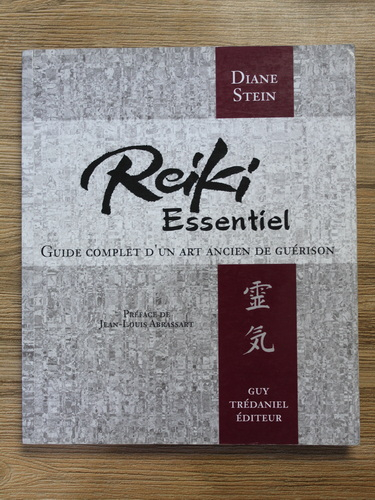 DIANE
STEIN
Reiki
Essentiel
GUIDE COMPLET D'UN ART ANCIEN DE GUÉRISON
PRÉFACE DE
JEAN-LOUIS ABRASSART
靈
気
GUY
TRÉDANIEL
ÉDITEUR